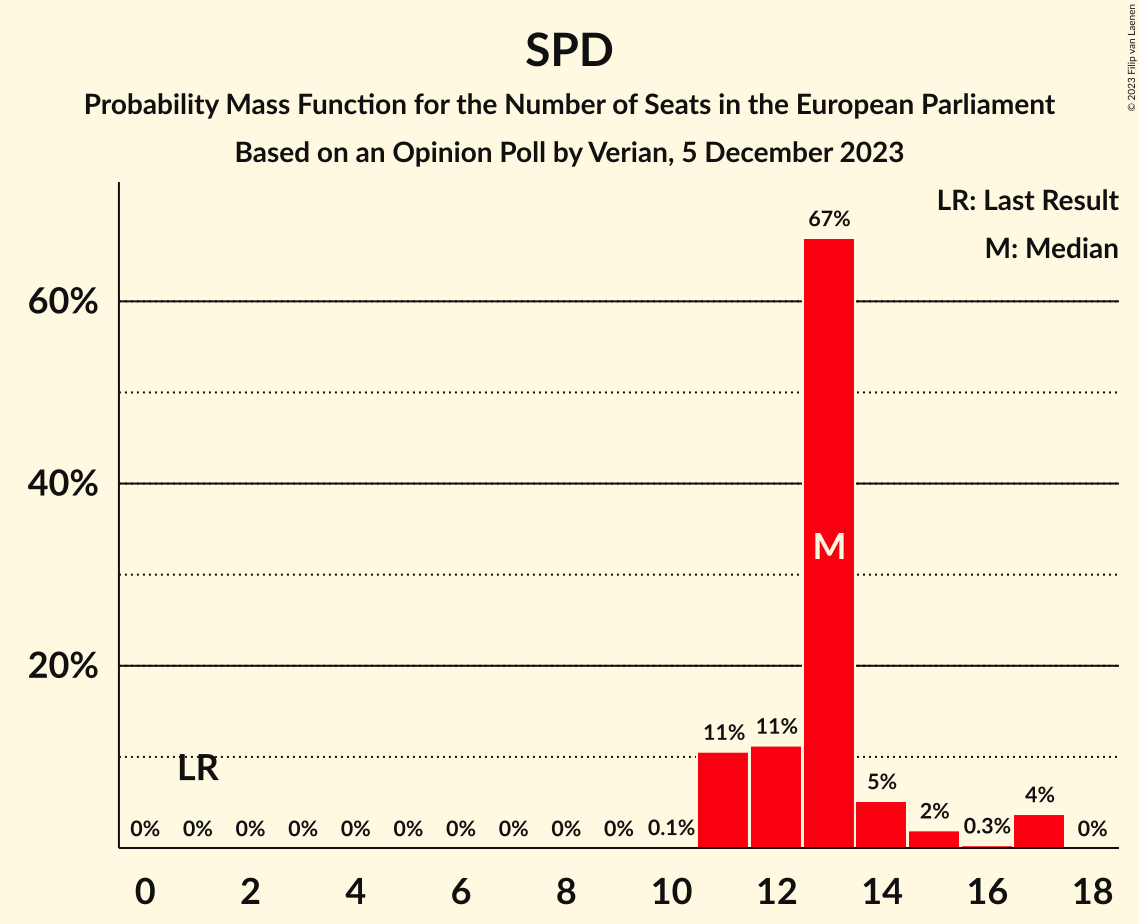 SPD
Probability Mass Function for the Number of Seats in the European Parliament
Based on an Opinion Poll by Verian, 5 December 2023
© 2023 Filip van Laenen
LR: Last Result
M: Median
67%
60%
40%
M
20%
11% 11%
LR
5%
4%
2%
0% 0% 0% 0% 0% 0% 0% 0% 0% 0% 0.1% 0.3% 0%
0 2 4 6 8 10 12 14 16 18